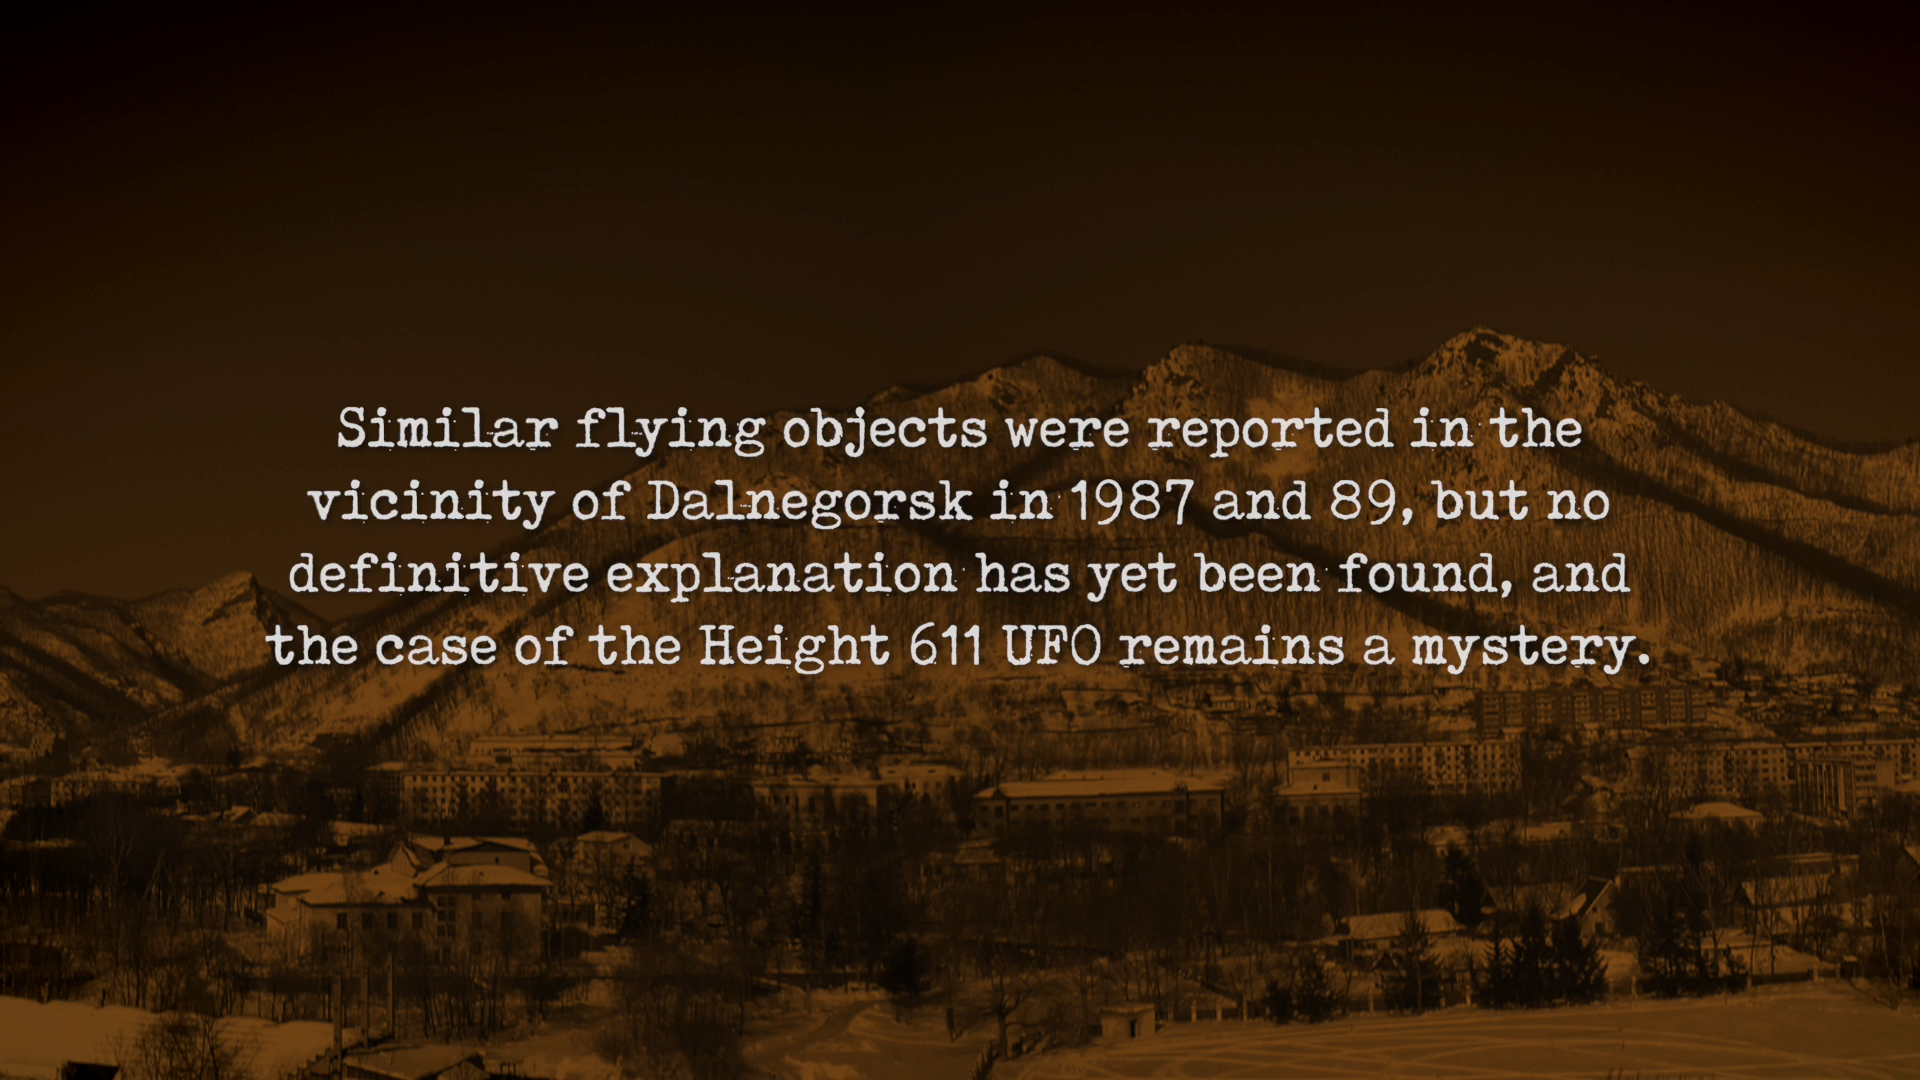 Similar flying objects were reported in the
vicinity of Dalnegorsk in 1987 and 89, but no
definitive explanation has yet been found, and
the case of the Height 611 UFO remains a mystery.